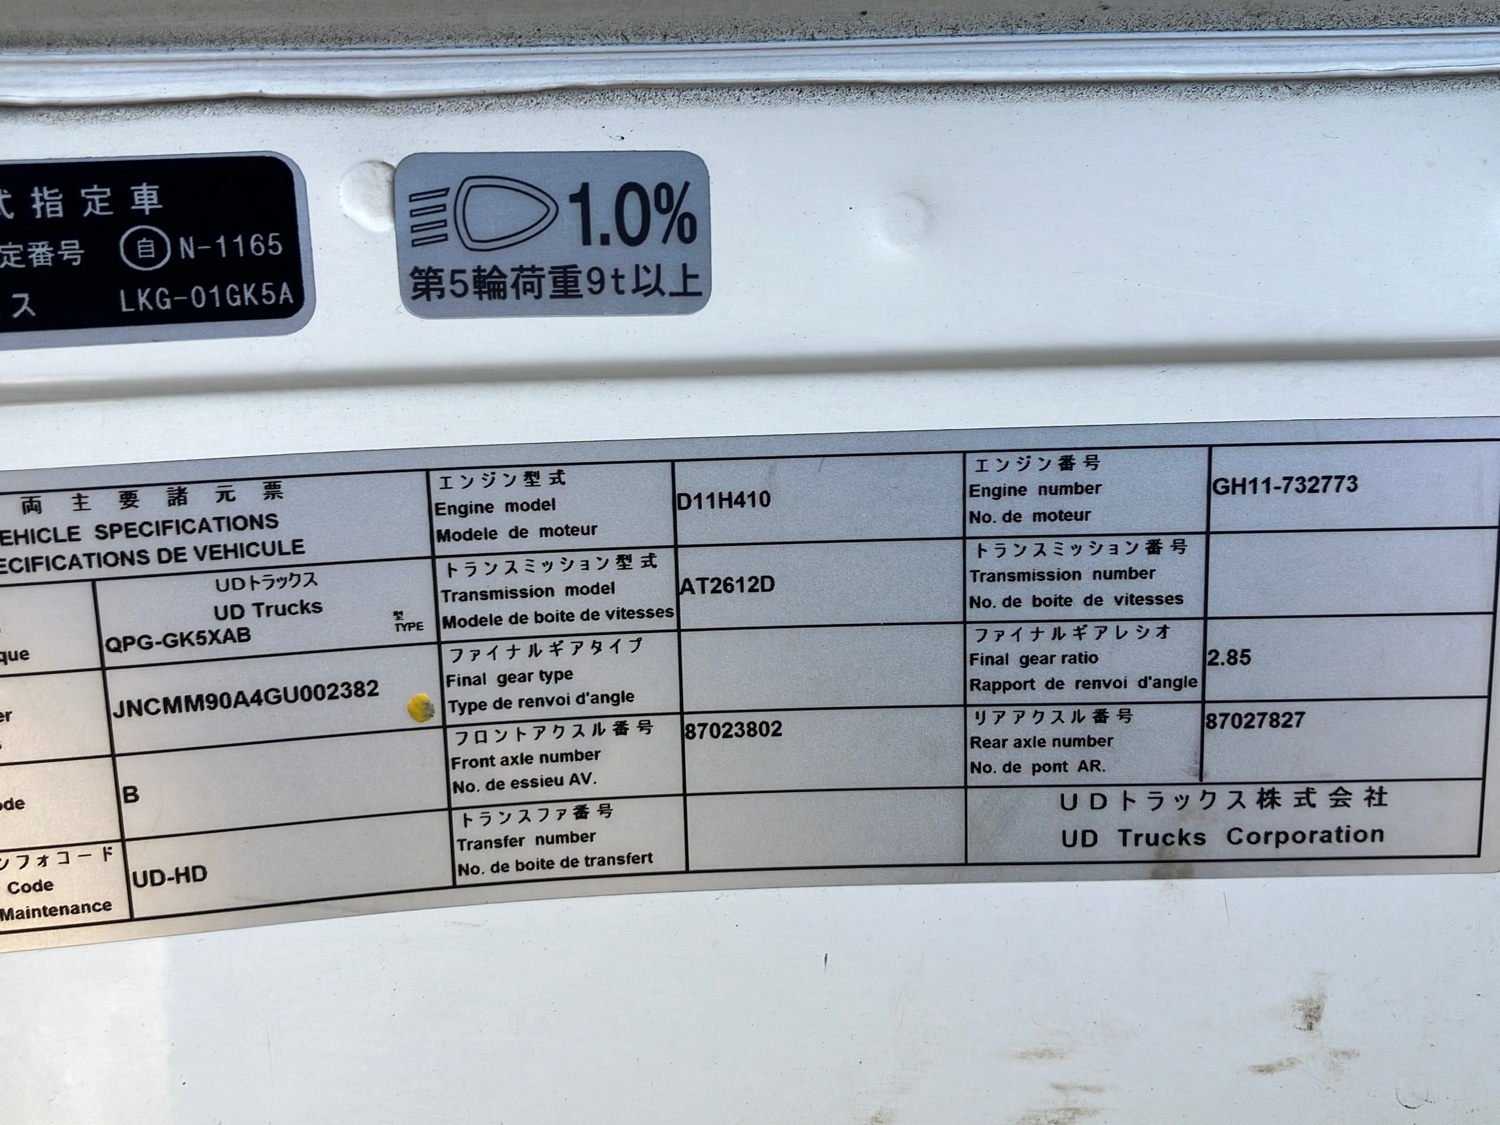 式指定車
定番号 自 N-1165
ス LKG-01GK5A
1.0%
第5輪荷重9t以上
両主要諸元票
EHICLE SPECIFICATIONS
ECIFICATIONS DE VEHICULE
UDトラックス
UD Trucks
型
TYPE
QPG-GK5XAB
que
er
JNCMM90A4GU002382
ode
B
ンフォコード
Code
Maintenance
UD-HD
エンジン型式
Engine model
Modele de moteur
D11H410
エンジン番号
Engine number
No. de moteur
GH11-732773
トランスミッション型式
Transmission model
Modele de boite de vitesses
AT2612D
トランスミッション番号
Transmission number
No. de boite de vitesses
ファイナルギアタイプ
Final gear type
Type de renvoi d'angle
ファイナルギアレシオ
Final gear ratio
Rapport de renvoi d'angle
2.85
フロントアクスル番号
Front axle number
No. de essieu AV.
87023802
リアアクスル番号
Rear axle number
No. de pont AR.
87027827
トランスファ番号
Transfer number
No. de boite de transfert
UDトラックス株式会社
UD Trucks Corporation